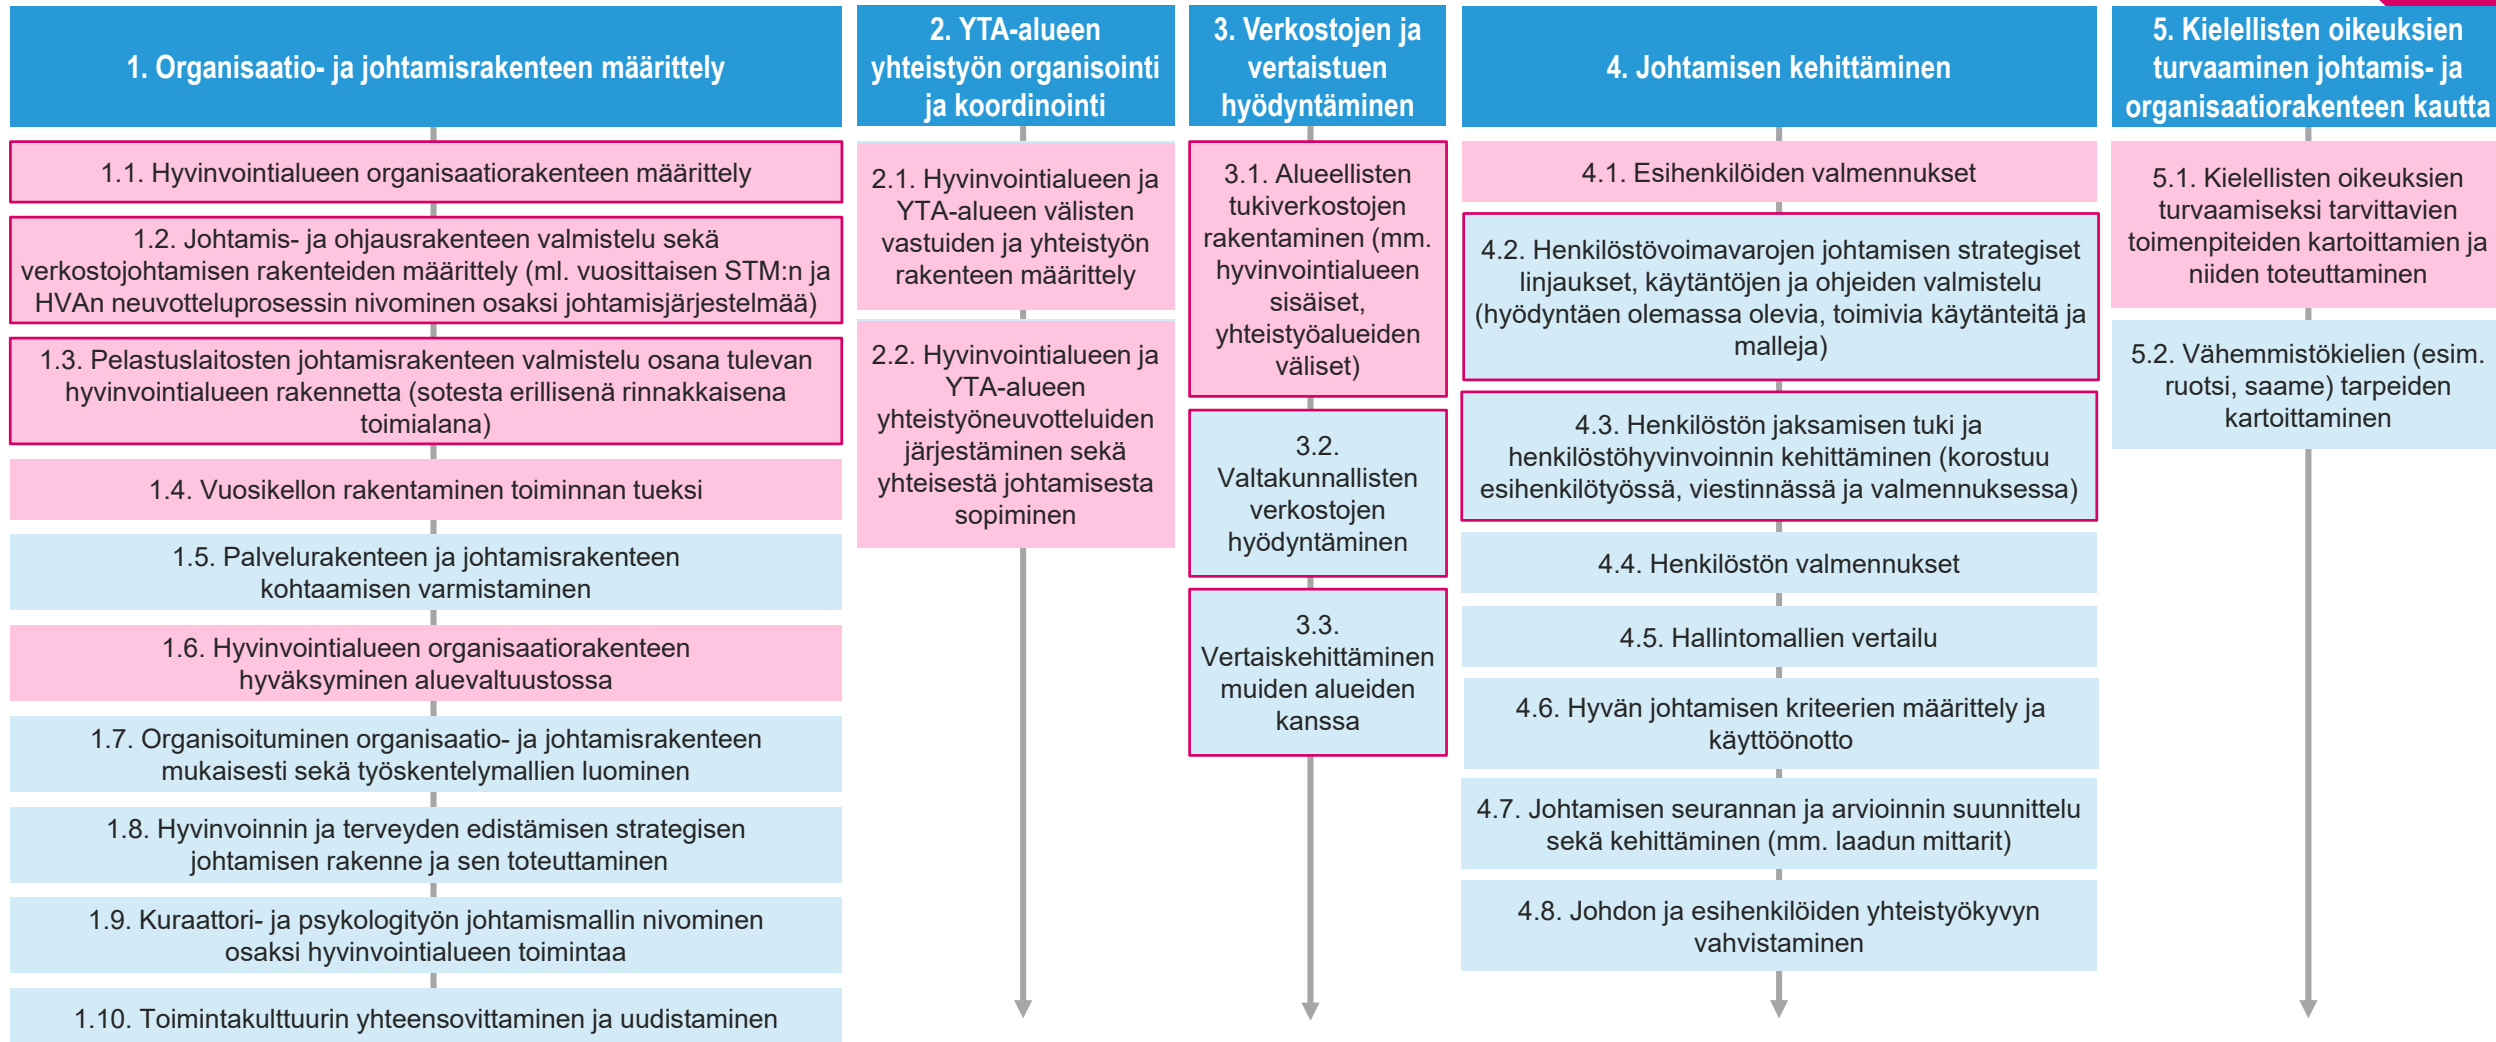 1. Organisaatio- ja johtamisrakenteen määrittely
1.1. Hyvinvointialueen organisaatiorakenteen määrittely
1.2. Johtamis- ja ohjausrakenteen valmistelu sekä
verkostojohtamisen rakenteiden määrittely (ml. vuosittaisen STM:n ja
HVAn neuvotteluprosessin nivominen osaksi johtamisjärjestelmää)
1.3. Pelastuslaitosten johtamisrakenteen valmistelu osana tulevan
hyvinvointialueen rakennetta (sotesta erillisenä rinnakkaisena
toimialana)
1.4. Vuosikellon rakentaminen toiminnan tueksi
1.5. Palvelurakenteen ja johtamisrakenteen
kohtaamisen varmistaminen
1.6. Hyvinvointialueen organisaatiorakenteen
hyväksyminen aluevaltuustossa
1.7. Organisoituminen organisaatio- ja johtamisrakenteen
mukaisesti sekä työskentelymallien luominen
1.8. Hyvinvoinnin ja terveyden edistämisen strategisen
johtamisen rakenne ja sen toteuttaminen
1.9. Kuraattori- ja psykologityön johtamismallin nivominen
osaksi hyvinvointialueen toimintaa
1.10. Toimintakulttuurin yhteensovittaminen ja uudistaminen
2. YTA-alueen
yhteistyön organisointi
ja koordinointi
2.1. Hyvinvointialueen ja
YTA-alueen välisten
vastuiden ja yhteistyön
rakenteen määrittely
2.2. Hyvinvointialueen ja
YTA-alueen
yhteistyöneuvotteluiden
järjestäminen sekä
yhteisestä johtamisesta
sopiminen
3. Verkostojen ja
vertaistuen
hyödyntäminen
3.1. Alueellisten
tukiverkostojen
rakentaminen (mm.
hyvinvointialueen
sisäiset,
yhteistyöalueiden
väliset)
3.2.
Valtakunnallisten
verkostojen
hyödyntäminen
3.3.
Vertaiskehittäminen
muiden alueiden
kanssa
4. Johtamisen kehittäminen
4.1. Esihenkilöiden valmennukset
4.2. Henkilöstövoimavarojen johtamisen strategiset
linjaukset, käytäntöjen ja ohjeiden valmistelu
(hyödyntäen olemassa olevia, toimivia käytänteitä ja
malleja)
4.3. Henkilöstön jaksamisen tuki ja
henkilöstöhyvinvoinnin kehittäminen (korostuu
esihenkilötyössä, viestinnässä ja valmennuksessa)
4.4. Henkilöstön valmennukset
4.5. Hallintomallien vertailu
4.6. Hyvän johtamisen kriteerien määrittely ja
käyttöönotto
4.7. Johtamisen seurannan ja arvioinnin suunnittelu
sekä kehittäminen (mm. laadun mittarit)
4.8. Johdon ja esihenkilöiden yhteistyökyvyn
vahvistaminen
5. Kielellisten oikeuksien
turvaaminen johtamis- ja
organisaatiorakenteen kautta
5.1. Kielellisten oikeuksien
turvaamiseksi tarvittavien
toimenpiteiden kartoittamien ja
niiden toteuttaminen
5.2. Vähemmistökielien (esim.
ruotsi, saame) tarpeiden
kartoittaminen